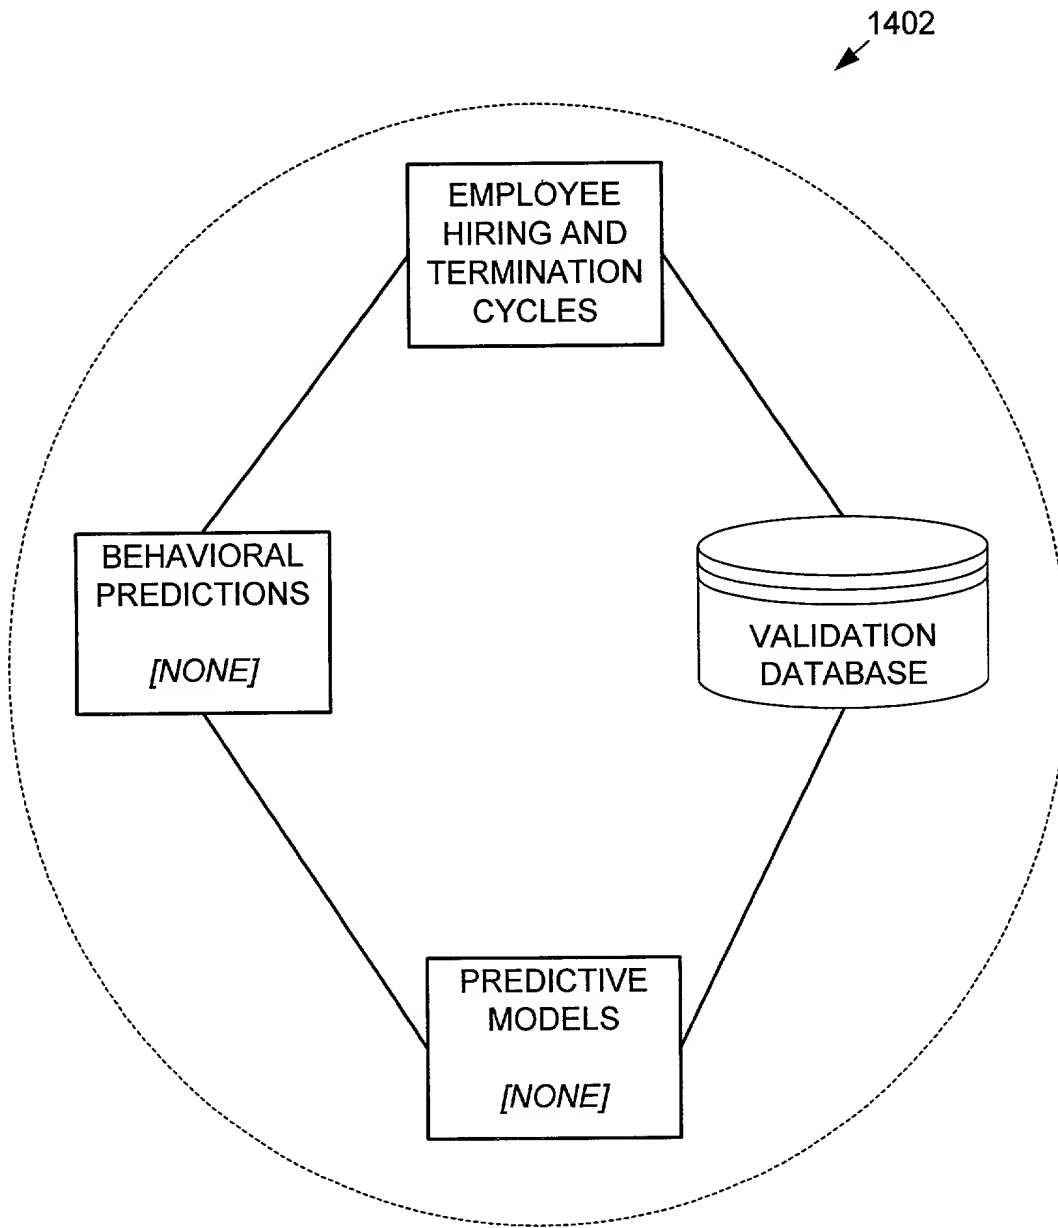 1402
EMPLOYEE
HIRING AND
TERMINATION
CYCLES
BEHAVIORAL
PREDICTIONS
[NONE]
VALIDATION
DATABASE
PREDICTIVE
MODELS
[NONE]